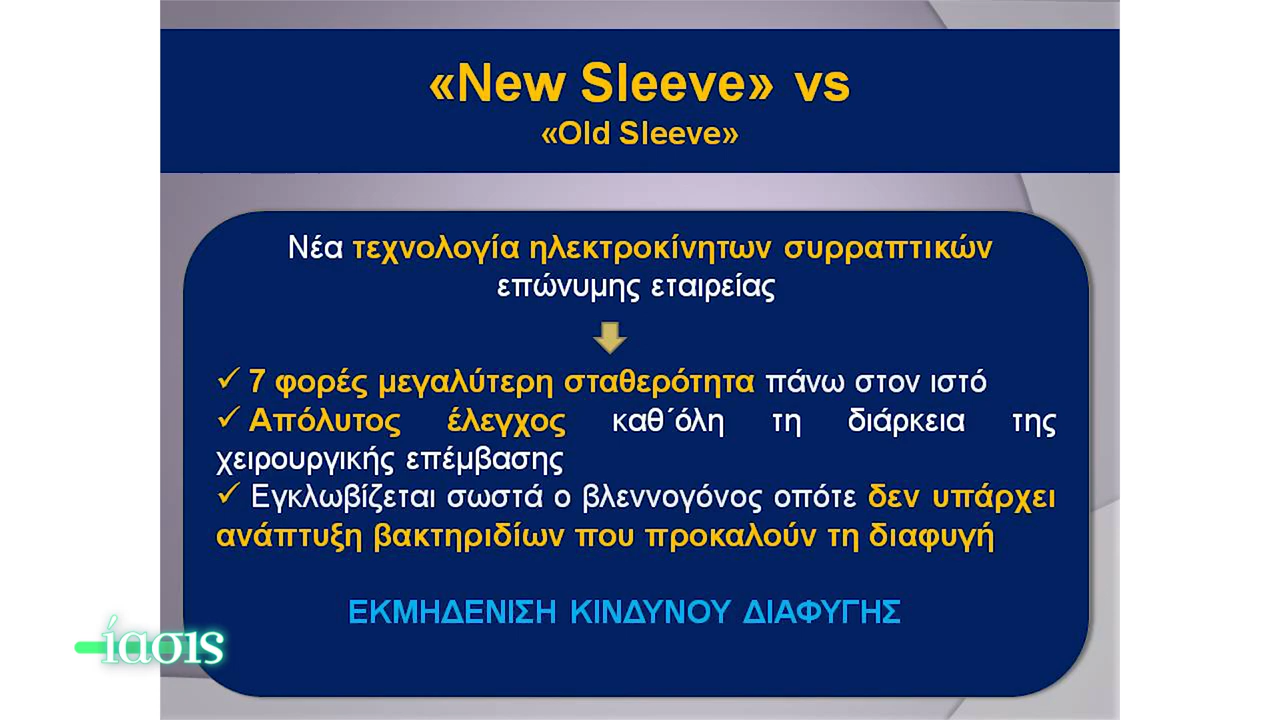 «New Sleeve» vs
«Old Sleeve»
Νέα τεχνολογία ηλεκτροκίνητων συρραπτικών
επώνυμης εταιρείας
✓ 7 φορές μεγαλύτερη σταθερότητα πάνω στον ιστό
✓ Απόλυτος έλεγχος καθ΄όλη τη διάρκεια της
χειρουργικής επέμβασης
✓ Εγκλωβίζεται σωστά ο βλεννογόνος οπότε δεν υπάρχει
ανάπτυξη βακτηριδίων που προκαλούν τη διαφυγή
ΕΚΜΗΔΕΝΙΣΗ ΚΙΝΔΥΝΟΥ ΔΙΑΦΥΓΗΣ
ίασις